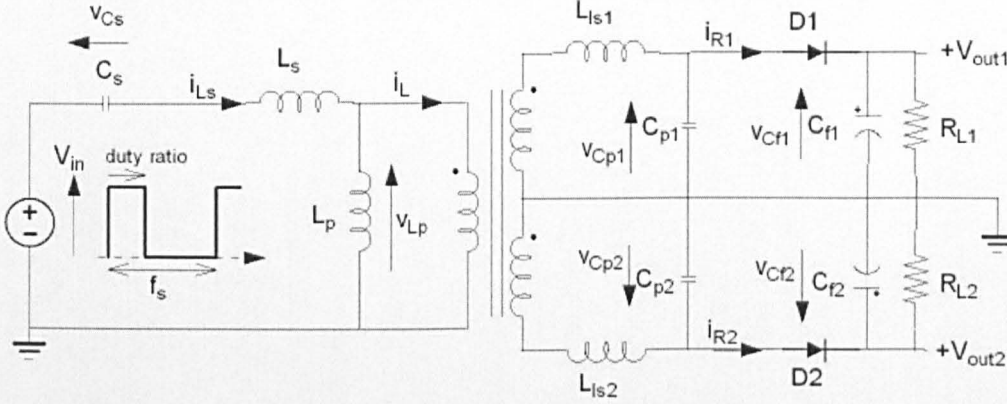 vCs
Cs
iLs
Ls
iL
Vin
duty ratio
fs
+
−
Lp
vLp
Lls1
iR1
D1
+Vout1
vCp1
Cp1
vCf1
Cf1
+
RL1
vCp2
Cp2
vCf2
Cf2
RL2
iR2
D2
+Vout2
Lls2